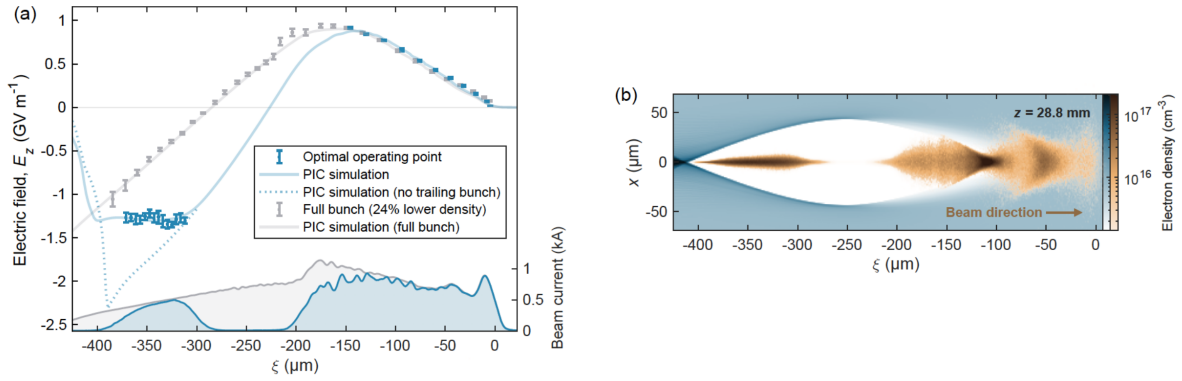 (a)
1
0.5
0
-0.5
-1
-1.5
-2
-2.5
Electric field, E_z (GV m⁻¹)
Optimal operating point
PIC simulation
PIC simulation (no trailing bunch)
Full bunch (24% lower density)
PIC simulation (full bunch)
1
0.5
0
Beam current (kA)
-400 -350 -300 -250 -200 -150 -100 -50 0
ξ (μm)
(b)
z = 28.8 mm
50
0
-50
x (μm)
Beam direction
-400 -350 -300 -250 -200 -150 -100 -50 0
ξ (μm)
10¹⁷
10¹⁶
Electron density (cm⁻³)